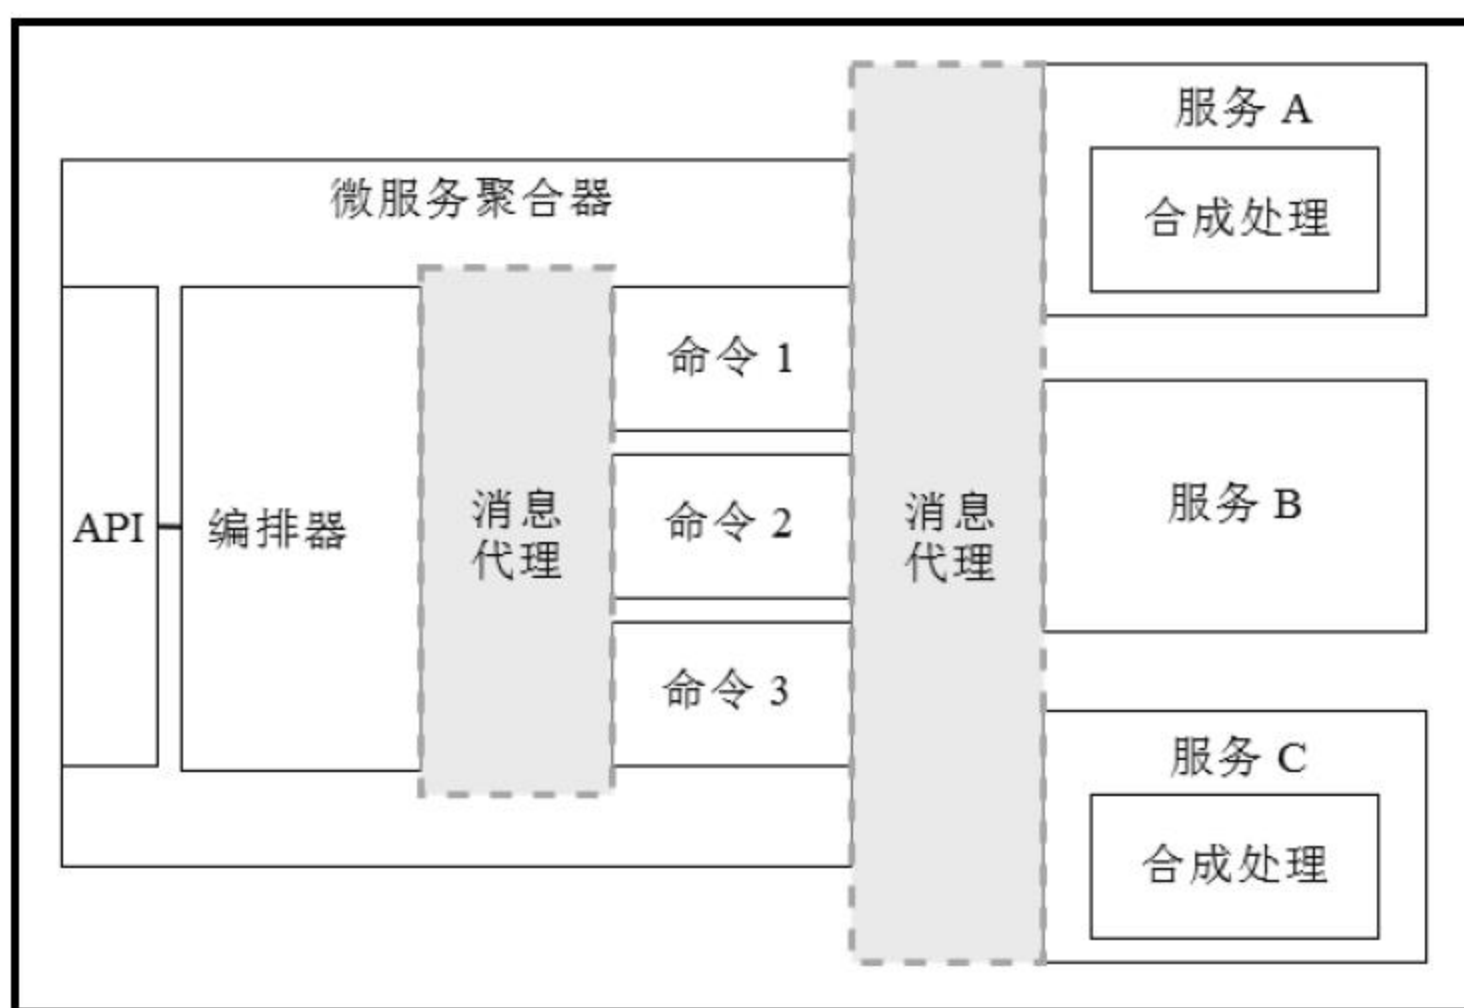 微服务聚合器
API
编排器
消息
代理
命令 1
命令 2
命令 3
消息
代理
服务 A
合成处理
服务 B
服务 C
合成处理